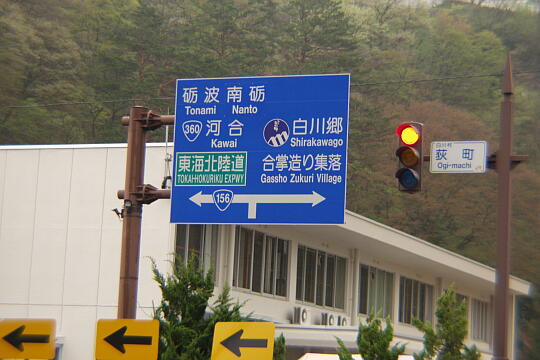 砺波 南砺
Tonami Nanto
360 河合
Kawai
白川郷
Shirakawago
東海北陸道
TOKAI-HOKURIKU EXPWY
合掌造り集落
Gassho Zukuri Village
156
白川村
荻町
Ogi-machi